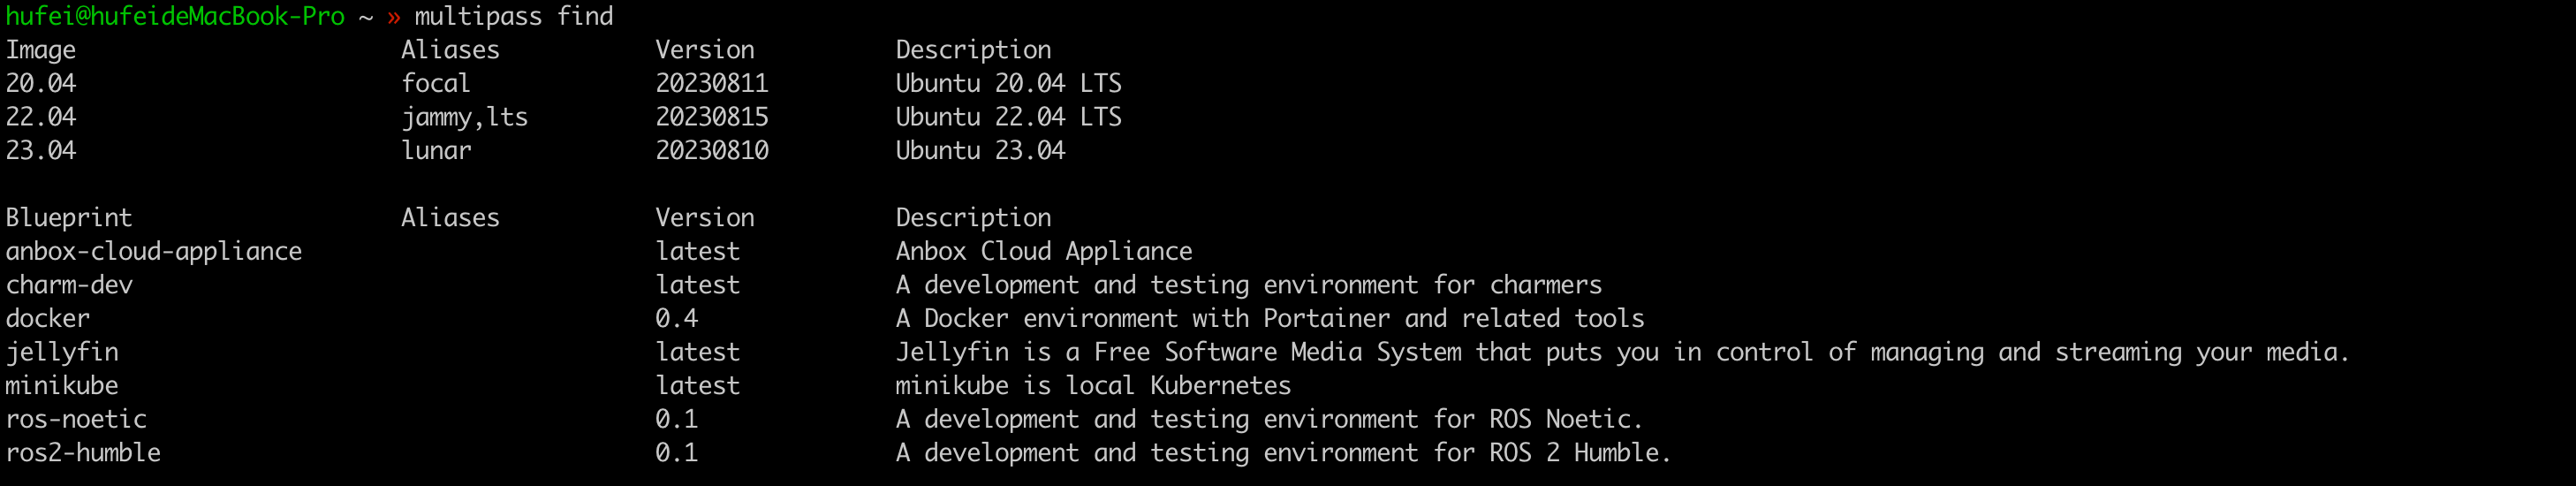 hufei@hufeideMacBook-Pro ~ » multipass find
Image Aliases Version Description
20.04 focal 20230811 Ubuntu 20.04 LTS
22.04 jammy,lts 20230815 Ubuntu 22.04 LTS
23.04 lunar 20230810 Ubuntu 23.04
Blueprint Aliases Version Description
anbox-cloud-appliance latest Anbox Cloud Appliance
charm-dev latest A development and testing environment for charmers
docker 0.4 A Docker environment with Portainer and related tools
jellyfin latest Jellyfin is a Free Software Media System that puts you in control of managing and streaming your media.
minikube latest minikube is local Kubernetes
ros-noetic 0.1 A development and testing environment for ROS Noetic.
ros2-humble 0.1 A development and testing environment for ROS 2 Humble.